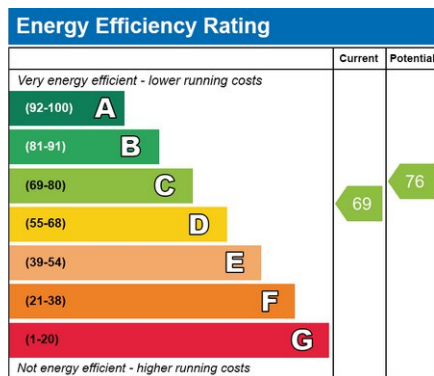 Energy Efficiency Rating
Current Potential
Very energy efficient - lower running costs
(92-100) A
(81-91) B
(69-80) C
76
69
(55-68) D
(39-54) E
(21-38) F
(1-20) G
Not energy efficient - higher running costs